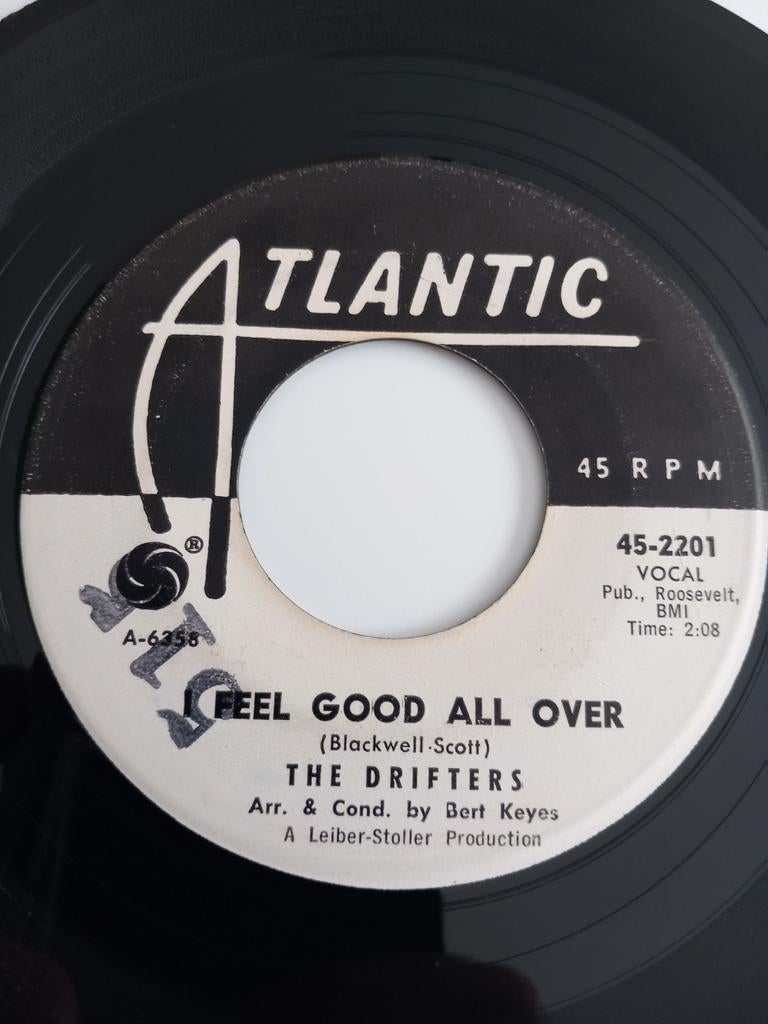 ATLANTIC
45 RPM
®
45-2201
VOCAL
Pub., Roosevelt,
BMI
Time: 2:08
A-6358
I FEEL GOOD ALL OVER
(Blackwell-Scott)
THE DRIFTERS
Arr. & Cond. by Bert Keyes
A Leiber-Stoller Production